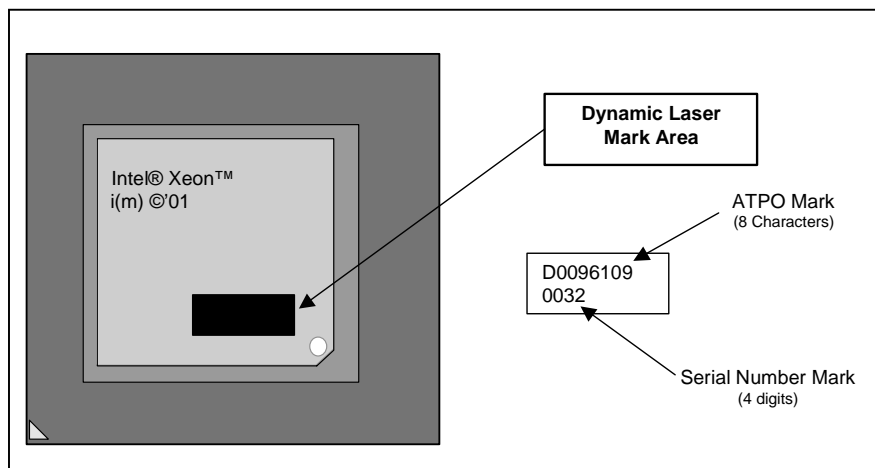 Intel® Xeon™
i(m) ©'01
Dynamic Laser
Mark Area
ATPO Mark
(8 Characters)
D0096109
0032
Serial Number Mark
(4 digits)